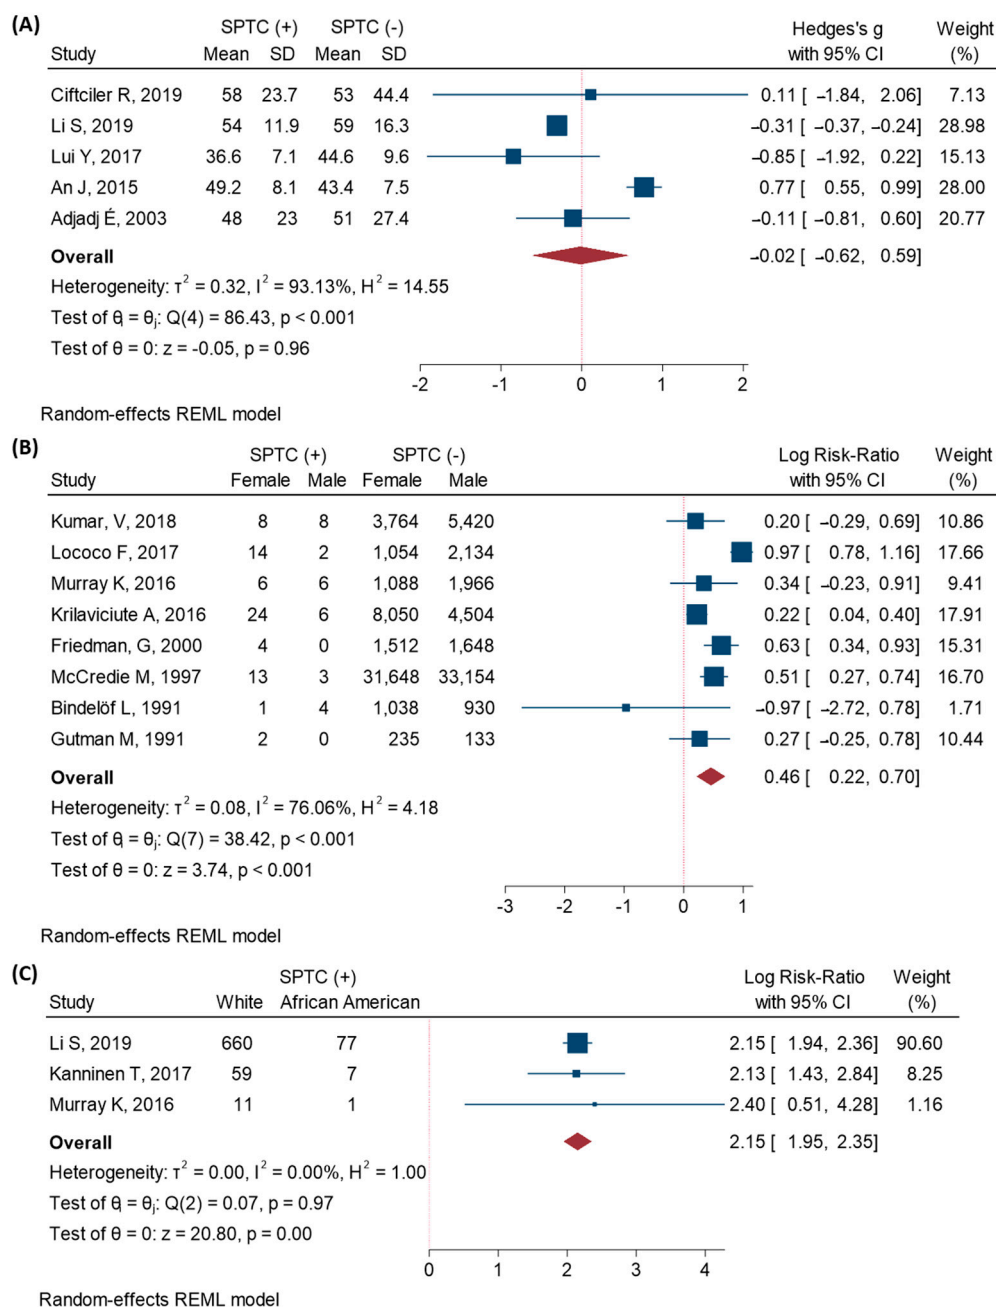 (A)
SPTC (+) SPTC (-) Hedges's g Weight
Study Mean SD Mean SD with 95% CI (%)
Ciftciler R, 2019 58 23.7 53 44.4 0.11 [ –1.84, 2.06] 7.13
Li S, 2019 54 11.9 59 16.3 –0.31 [ –0.37, –0.24] 28.98
Lui Y, 2017 36.6 7.1 44.6 9.6 –0.85 [ –1.92, 0.22] 15.13
An J, 2015 49.2 8.1 43.4 7.5 0.77 [ 0.55, 0.99] 28.00
Adjadj É, 2003 48 23 51 27.4 –0.11 [ –0.81, 0.60] 20.77
Overall –0.02 [ –0.62, 0.59]
Heterogeneity: τ² = 0.32, I² = 93.13%, H² = 14.55
Test of θᵢ = θⱼ: Q(4) = 86.43, p < 0.001
Test of θ = 0: z = -0.05, p = 0.96
-2 -1 0 1 2
Random-effects REML model
(B)
SPTC (+) SPTC (-) Log Risk-Ratio Weight
Study Female Male Female Male with 95% CI (%)
Kumar, V, 2018 8 8 3,764 5,420 0.20 [ –0.29, 0.69] 10.86
Lococo F, 2017 14 2 1,054 2,134 0.97 [ 0.78, 1.16] 17.66
Murray K, 2016 6 6 1,088 1,966 0.34 [ –0.23, 0.91] 9.41
Krilaviciute A, 2016 24 6 8,050 4,504 0.22 [ 0.04, 0.40] 17.91
Friedman, G, 2000 4 0 1,512 1,648 0.63 [ 0.34, 0.93] 15.31
McCredie M, 1997 13 3 31,648 33,154 0.51 [ 0.27, 0.74] 16.70
Bindelöf L, 1991 1 4 1,038 930 –0.97 [ –2.72, 0.78] 1.71
Gutman M, 1991 2 0 235 133 0.27 [ –0.25, 0.78] 10.44
Overall 0.46 [ 0.22, 0.70]
Heterogeneity: τ² = 0.08, I² = 76.06%, H² = 4.18
Test of θᵢ = θⱼ: Q(7) = 38.42, p < 0.001
Test of θ = 0: z = 3.74, p < 0.001
-3 -2 -1 0 1
Random-effects REML model
(C)
SPTC (+) Log Risk-Ratio Weight
Study White African American with 95% CI (%)
Li S, 2019 660 77 2.15 [ 1.94, 2.36] 90.60
Kanninen T, 2017 59 7 2.13 [ 1.43, 2.84] 8.25
Murray K, 2016 11 1 2.40 [ 0.51, 4.28] 1.16
Overall 2.15 [ 1.95, 2.35]
Heterogeneity: τ² = 0.00, I² = 0.00%, H² = 1.00
Test of θᵢ = θⱼ: Q(2) = 0.07, p = 0.97
Test of θ = 0: z = 20.80, p = 0.00
0 1 2 3 4
Random-effects REML model